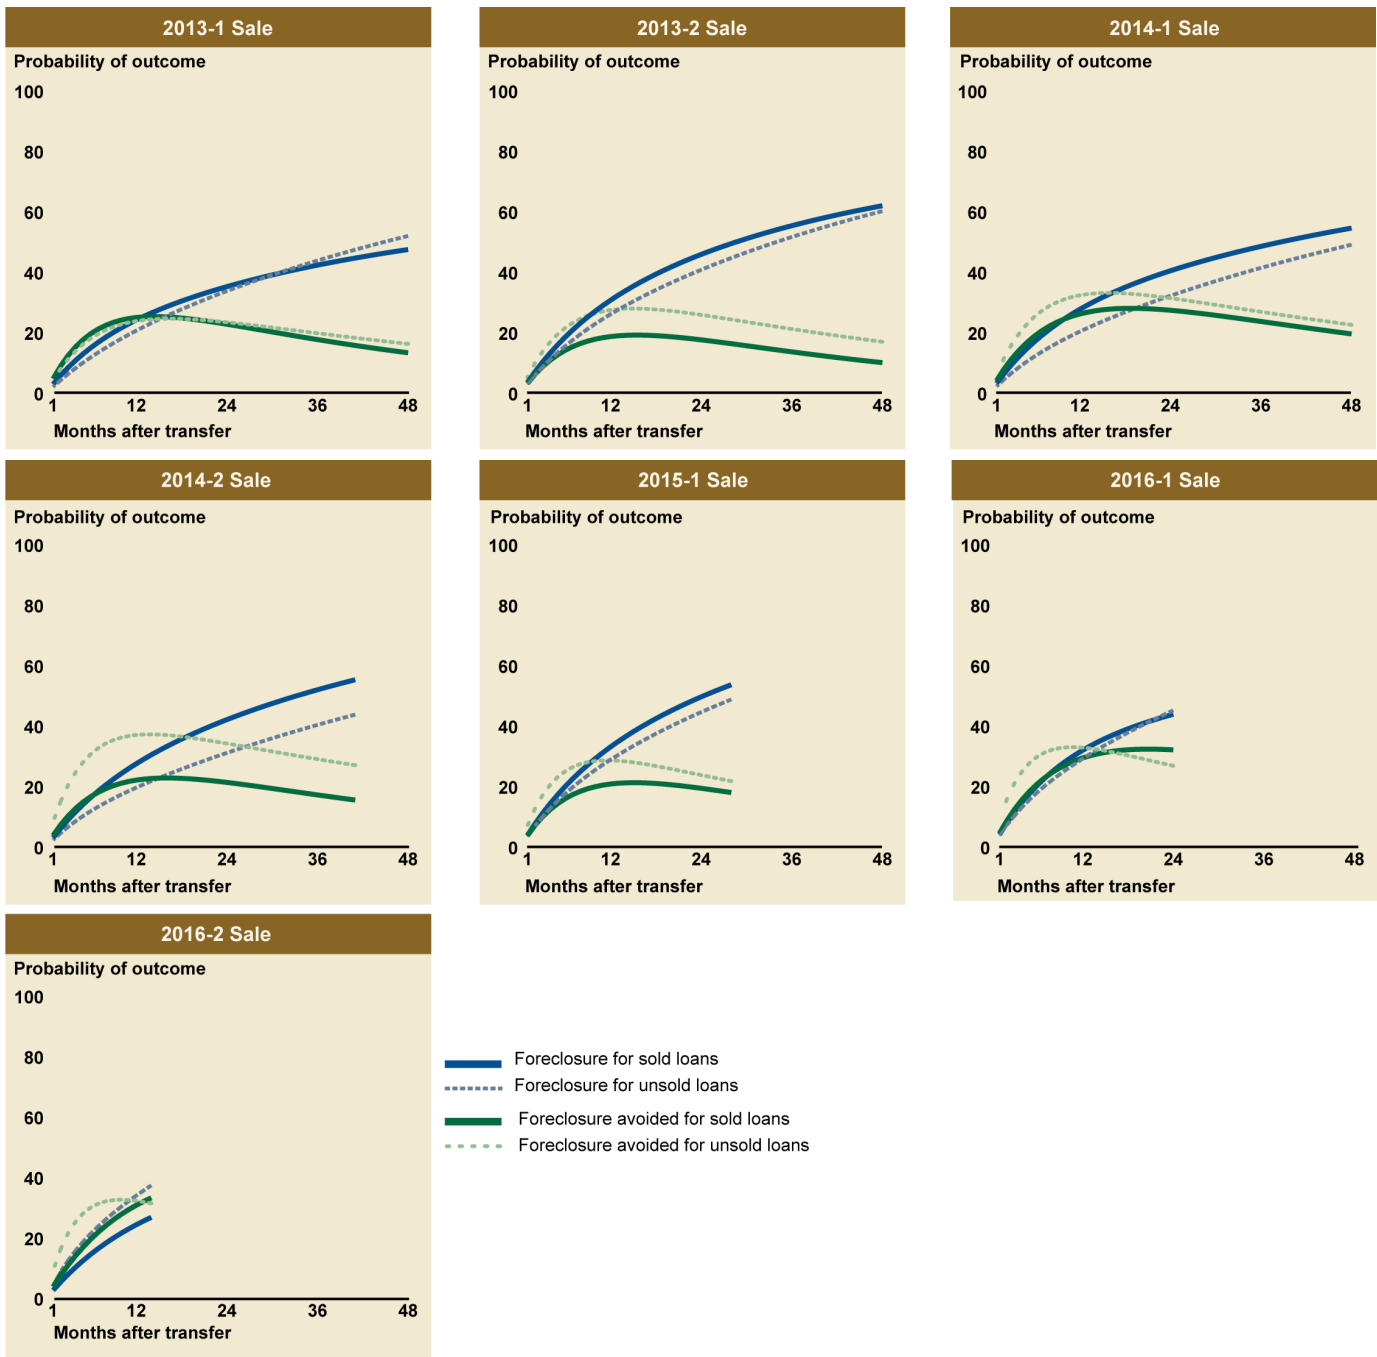 2013-1 Sale
Probability of outcome
100
80
60
40
20
0
1 12 24 36 48
Months after transfer
2013-2 Sale
Probability of outcome
100
80
60
40
20
0
1 12 24 36 48
Months after transfer
2014-1 Sale
Probability of outcome
100
80
60
40
20
0
1 12 24 36 48
Months after transfer
2014-2 Sale
Probability of outcome
100
80
60
40
20
0
1 12 24 36 48
Months after transfer
2015-1 Sale
Probability of outcome
100
80
60
40
20
0
1 12 24 36 48
Months after transfer
2016-1 Sale
Probability of outcome
100
80
60
40
20
0
1 12 24 36 48
Months after transfer
2016-2 Sale
Probability of outcome
100
80
60
40
20
0
1 12 24 36 48
Months after transfer
Foreclosure for sold loans
Foreclosure for unsold loans
Foreclosure avoided for sold loans
Foreclosure avoided for unsold loans